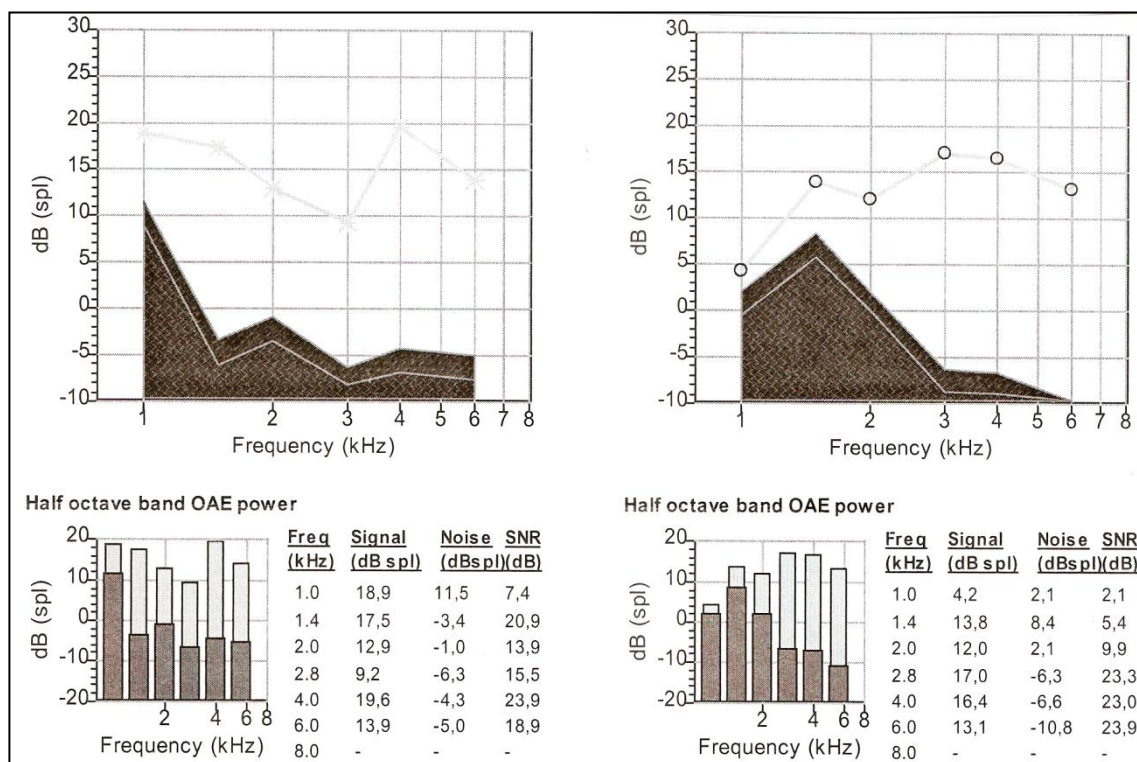 30
25
20
15
10
5
0
-5
-10
dB (spl)
1 2 3 4 5 6 7 8
Frequency (kHz)
30
25
20
15
10
5
0
-5
-10
dB (spl)
1 2 3 4 5 6 7 8
Frequency (kHz)
Half octave band OAE power
20
10
0
-10
-20
dB (spl)
2 4 6 8
Frequency (kHz)
Freq Signal Noise SNR
(kHz) (dB spl) (dBspl)(dB)
1.0 18,9 11,5 7,4
1.4 17,5 -3,4 20,9
2.0 12,9 -1,0 13,9
2.8 9,2 -6,3 15,5
4.0 19,6 -4,3 23,9
6.0 13,9 -5,0 18,9
8.0 - - -
Half octave band OAE power
20
10
0
-10
-20
dB (spl)
2 4 6 8
Frequency (kHz)
Freq Signal Noise SNR
(kHz) (dB spl) (dBspl)(dB)
1.0 4,2 2,1 2,1
1.4 13,8 8,4 5,4
2.0 12,0 2,1 9,9
2.8 17,0 -6,3 23,3
4.0 16,4 -6,6 23,0
6.0 13,1 -10,8 23,9
8.0 - - -